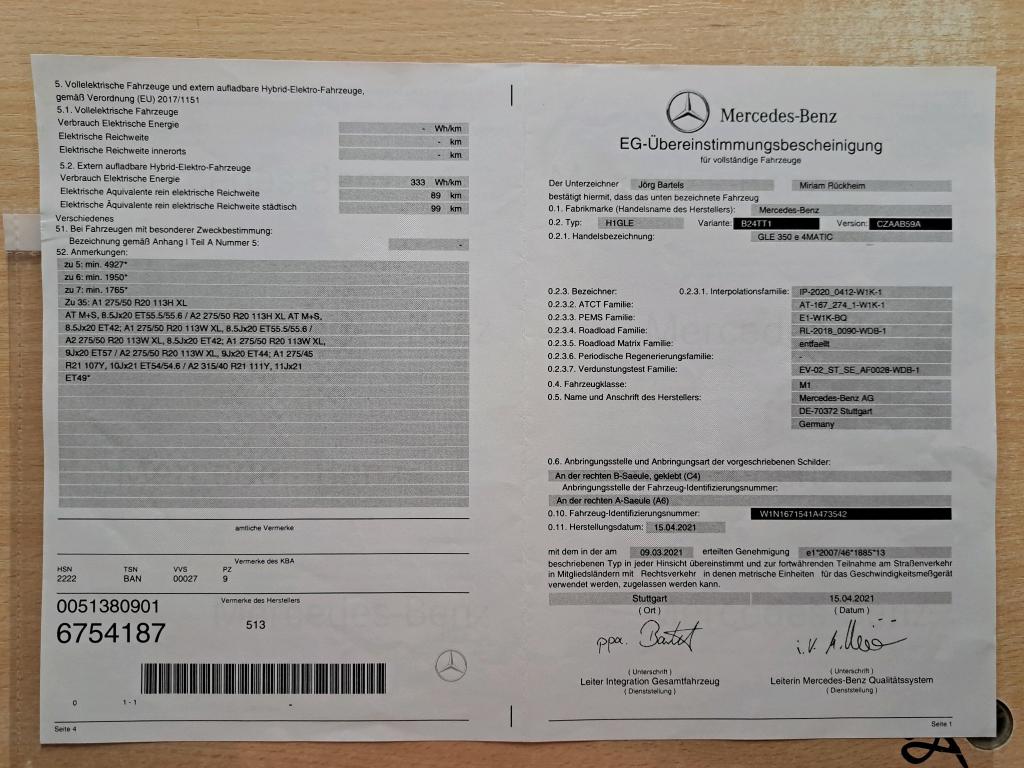 5. Vollelektrische Fahrzeuge und extern aufladbare Hybrid-Elektro-Fahrzeuge,
gemäß Verordnung (EU) 2017/1151
5.1. Vollelektrische Fahrzeuge
Verbrauch Elektrische Energie - Wh/km
Elektrische Reichweite - km
Elektrische Reichweite innerorts - km
5.2. Extern aufladbare Hybrid-Elektro-Fahrzeuge
Verbrauch Elektrische Energie 333 Wh/km
Elektrische Äquivalente rein elektrische Reichweite 89 km
Elektrische Äquivalente rein elektrische Reichweite städtisch 99 km
Verschiedenes
51. Bei Fahrzeugen mit besonderer Zweckbestimmung:
Bezeichnung gemäß Anhang I Teil A Nummer 5: -
52. Anmerkungen:
zu 5: min. 4927*
zu 6: min. 1950*
zu 7: min. 1765*
Zu 35: A1 275/50 R20 113H XL
AT M+S, 8.5Jx20 ET55.5/55.6 / A2 275/50 R20 113H XL AT M+S,
8.5Jx20 ET42; A1 275/50 R20 113W XL, 8.5Jx20 ET55.5/55.6 /
A2 275/50 R20 113W XL, 8.5Jx20 ET42; A1 275/50 R20 113W XL,
9Jx20 ET57 / A2 275/50 R20 113W XL, 9Jx20 ET44; A1 275/45
R21 107Y, 10Jx21 ET54/54.6 / A2 315/40 R21 111Y, 11Jx21
ET49*
amtliche Vermerke
Vermerke des KBA
HSN TSN VVS PZ
2222 BAN 00027 9
Vermerke des Herstellers
0051380901
6754187 513
0 1 - 1 -
Seite 4
Mercedes-Benz
EG-Übereinstimmungsbescheinigung
für vollständige Fahrzeuge
Der Unterzeichner Jörg Bartels Miriam Rückheim
bestätigt hiermit, dass das unten bezeichnete Fahrzeug
0.1. Fabrikmarke (Handelsname des Herstellers): Mercedes-Benz
0.2. Typ: H1GLE Variante: B24TT1 Version: CZAAB59A
0.2.1. Handelsbezeichnung: GLE 350 e 4MATIC
0.2.3. Bezeichner: 0.2.3.1. Interpolationsfamilie: IP-2020_0412-W1K-1
0.2.3.2. ATCT Familie: AT-167_274_1-W1K-1
0.2.3.3. PEMS Familie: E1-W1K-BQ
0.2.3.4. Roadload Familie: RL-2018_0090-WDB-1
0.2.3.5. Roadload Matrix Familie: entfaellt
0.2.3.6. Periodische Regenerierungsfamilie: -
0.2.3.7. Verdunstungstest Familie: EV-02_ST_SE_AF0028-WDB-1
0.4. Fahrzeugklasse: M1
0.5. Name und Anschrift des Herstellers: Mercedes-Benz AG
DE-70372 Stuttgart
Germany
0.6. Anbringungsstelle und Anbringungsart der vorgeschriebenen Schilder:
An der rechten B-Saeule, geklebt (C4)
Anbringungsstelle der Fahrzeug-Identifizierungsnummer:
An der rechten A-Saeule (A6)
0.10. Fahrzeug-Identifizierungsnummer: W1N1671541A473542
0.11. Herstellungsdatum: 15.04.2021
mit dem in der am 09.03.2021 erteilten Genehmigung e1*2007/46*1885*13
beschriebenen Typ in jeder Hinsicht übereinstimmt und zur fortwährenden Teilnahme am Straßenverkehr
in Mitgliedsländern mit Rechtsverkehr in denen metrische Einheiten für das Geschwindigkeitsmeßgerät
verwendet werden, zugelassen werden kann.
Stuttgart 15.04.2021
( Ort ) ( Datum )
ppa. i.V.
( Unterschrift ) ( Unterschrift )
Leiter Integration Gesamtfahrzeug Leiterin Mercedes-Benz Qualitätssystem
( Dienststellung ) ( Dienststellung )
Seite 1